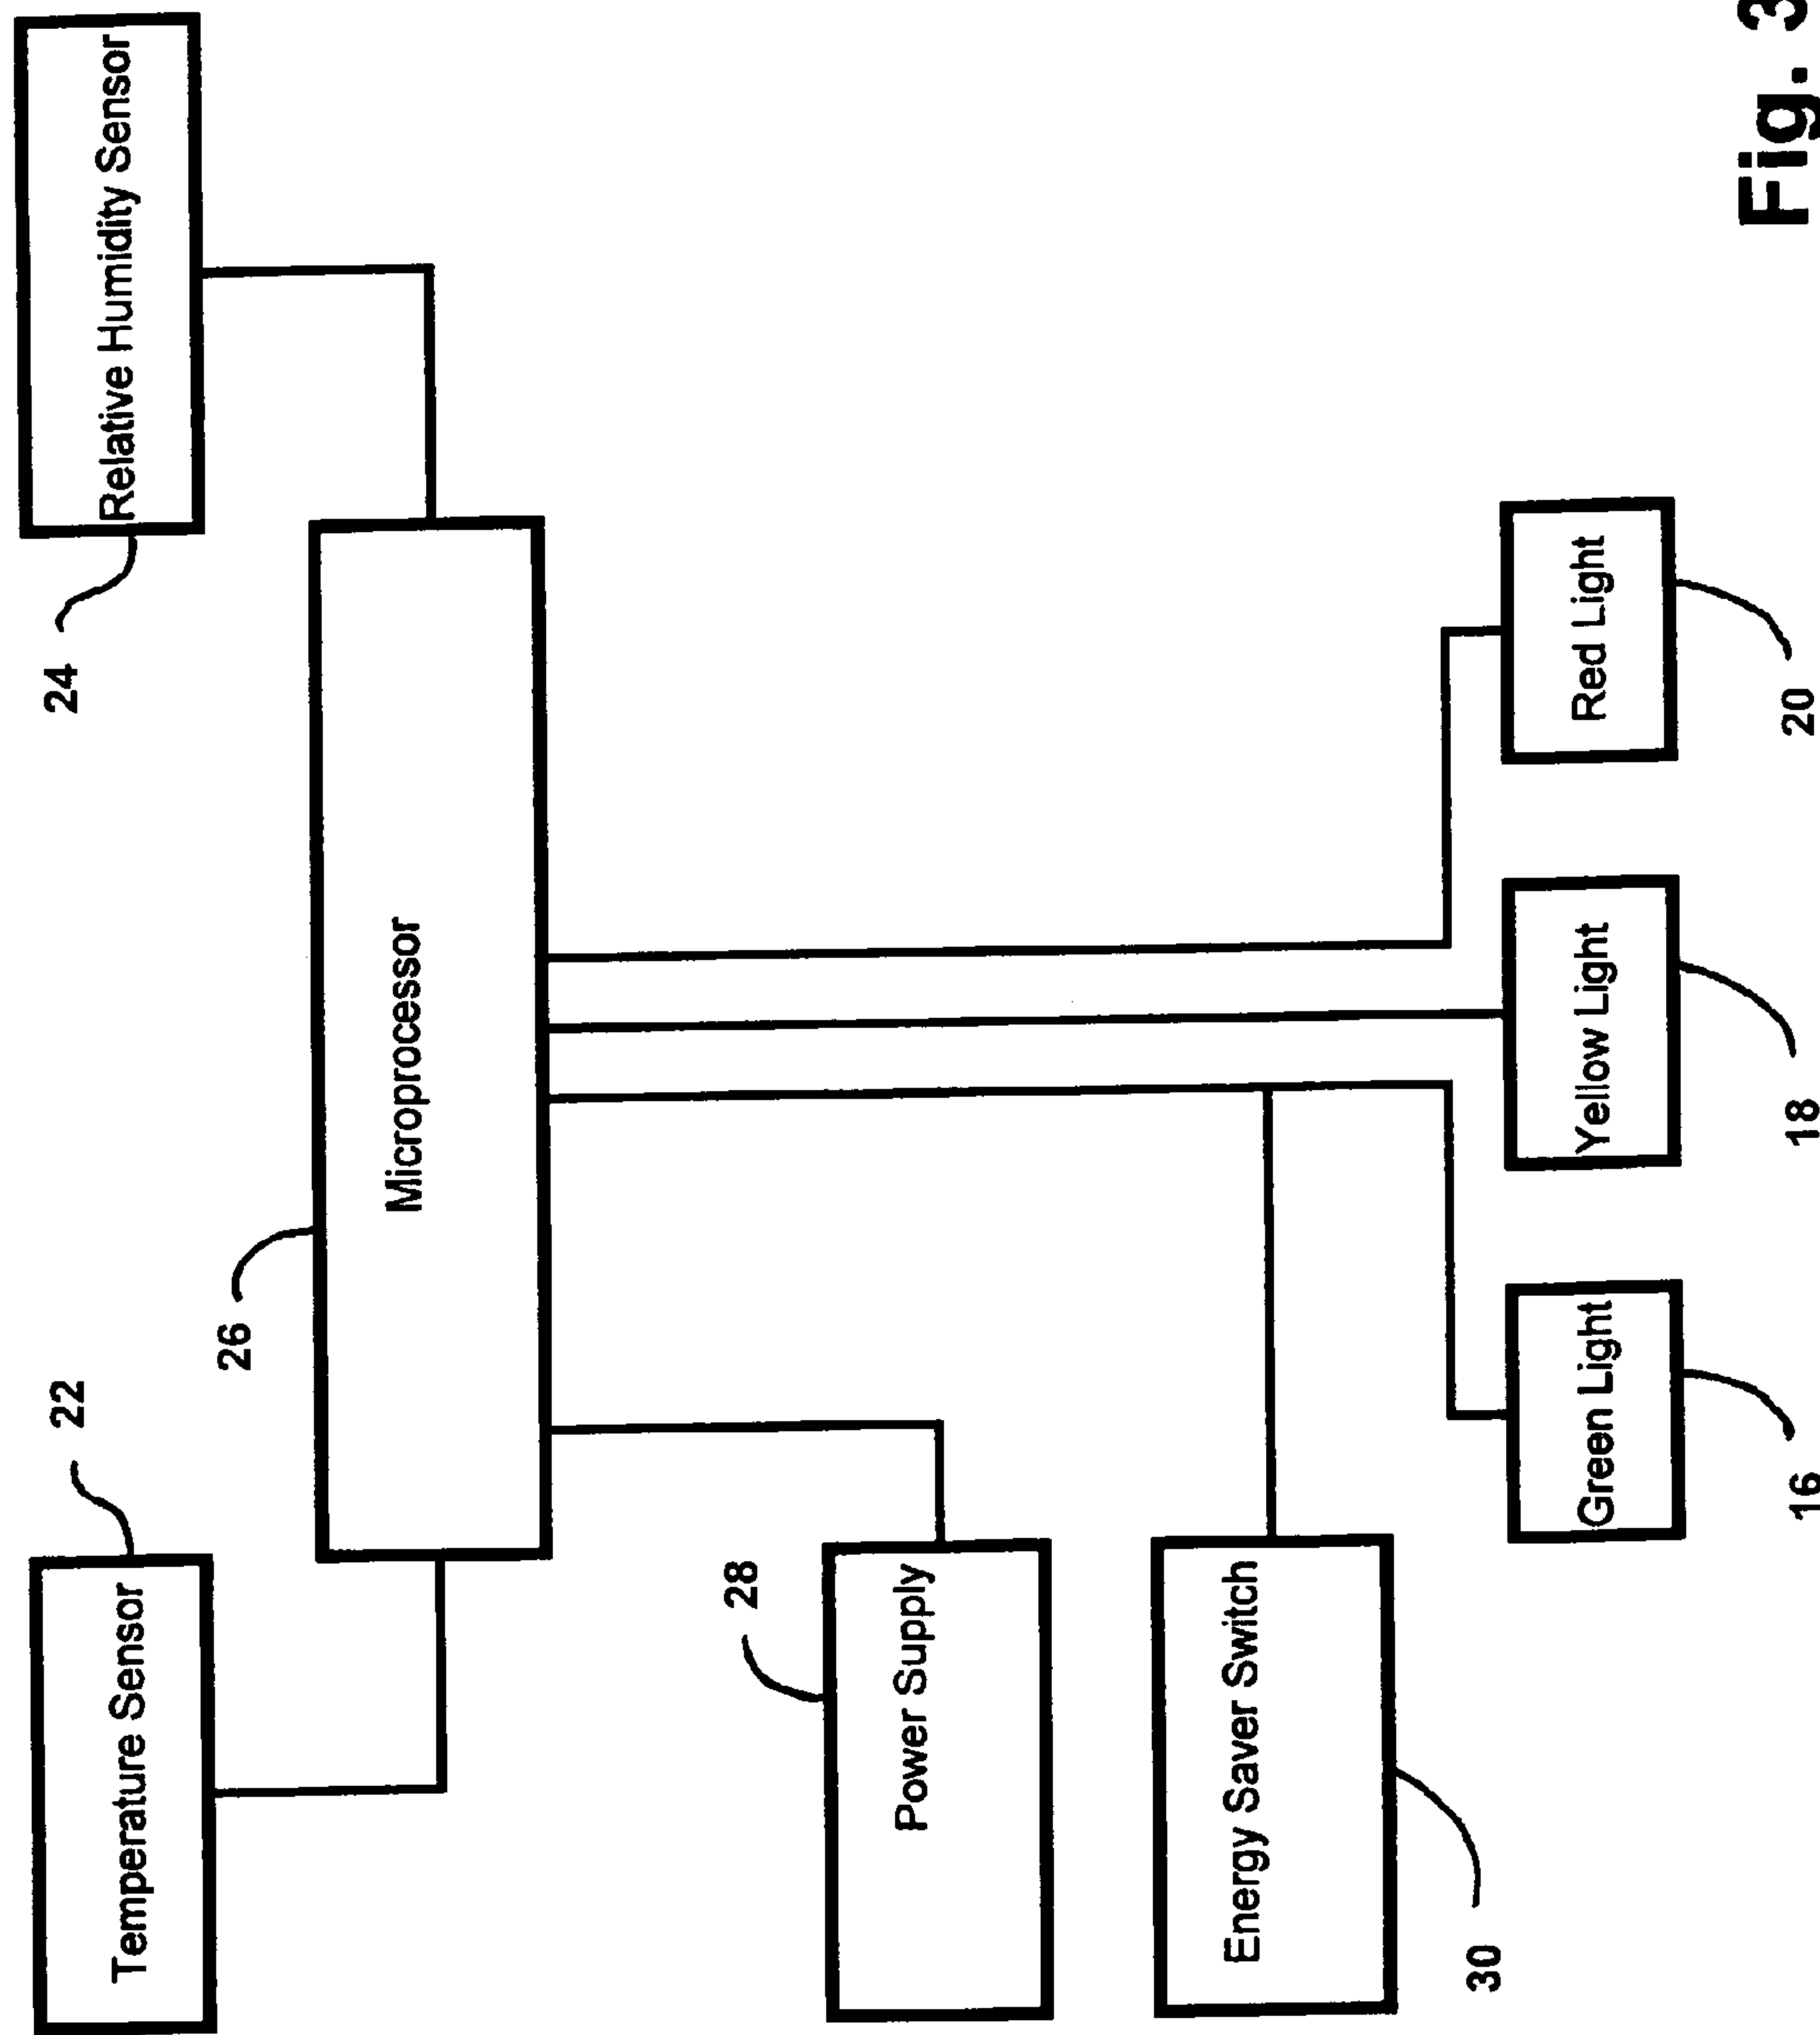 22
Temperature Sensor
24
Relative Humidity Sensor
26
Microprocessor
28
Power Supply
30
Energy Saver Switch
Green Light
16
Yellow Light
18
Red Light
20
Fig. 3